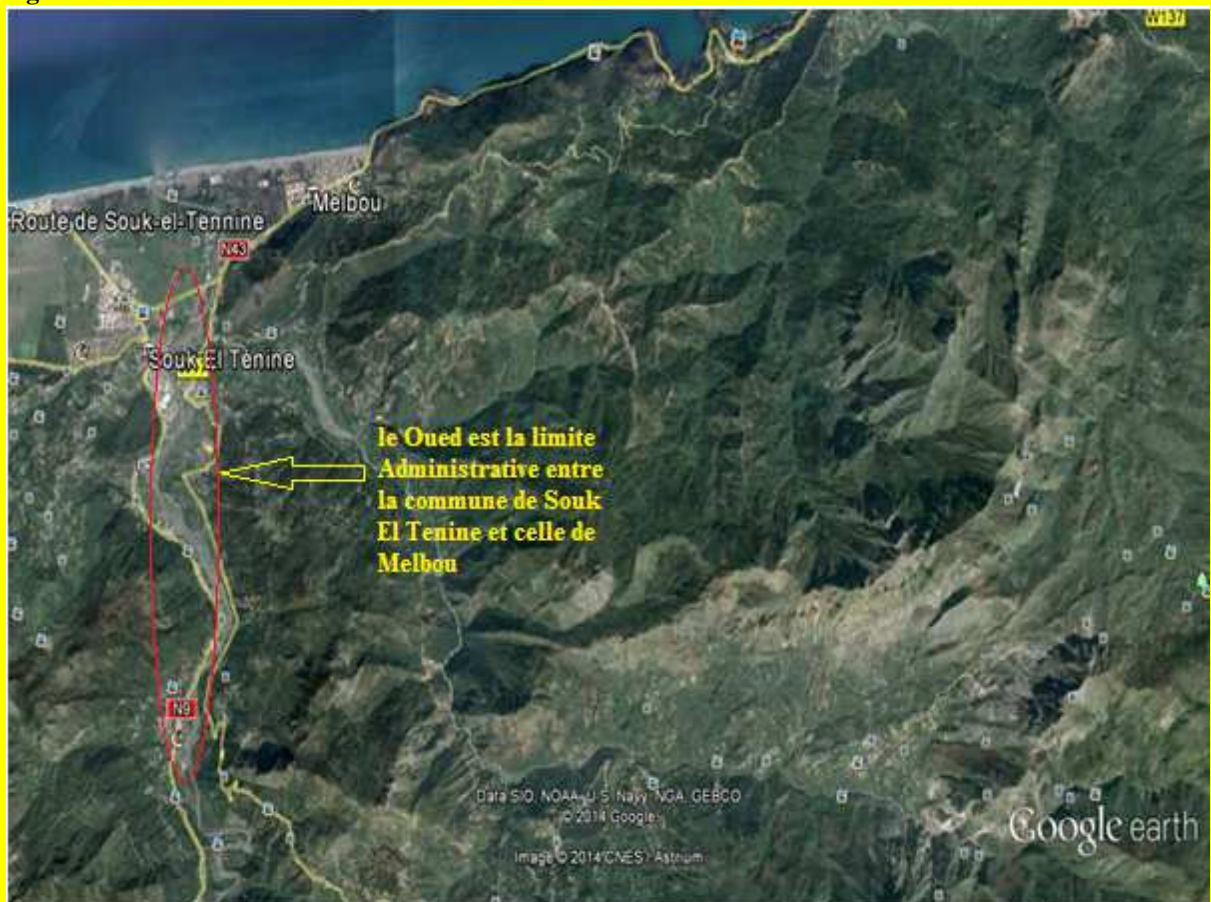 W137
Melbou
Route de Souk-el-Tennine
N43
Souk El Tenine
le Oued est la limite
Administrative entre
la commune de Souk
El Tenine et celle de
Melbou
N9
Data SIO, NOAA, U.S. Navy, NGA, GEBCO
© 2014 Google
Image © 2014 CNES / Astrium
Google earth